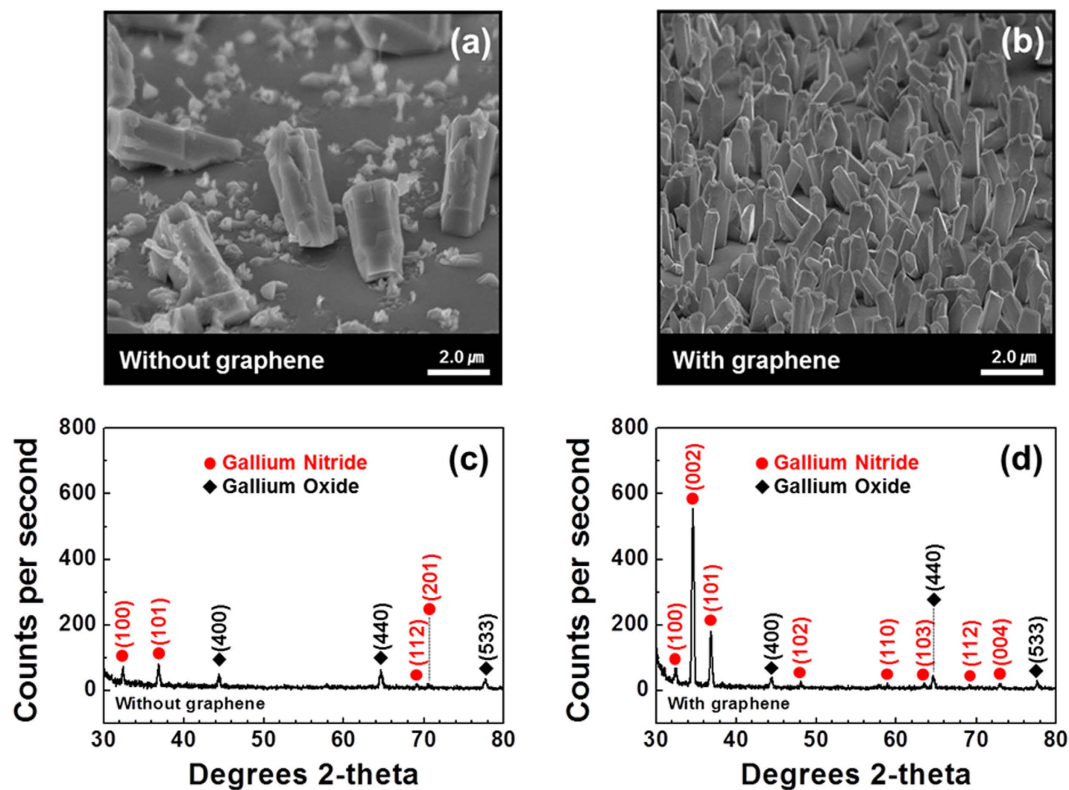 (a)
Without graphene
2.0 ㎛
(b)
With graphene
2.0 ㎛
(c)
Counts per second
800
600
400
200
0
Gallium Nitride
Gallium Oxide
(100)
(101)
(400)
(440)
(112)
(201)
(533)
Without graphene
30 40 50 60 70 80
Degrees 2-theta
(d)
Counts per second
800
600
400
200
0
Gallium Nitride
Gallium Oxide
(100)
(002)
(101)
(400)
(102)
(110)
(103)
(440)
(112)
(004)
(533)
With graphene
30 40 50 60 70 80
Degrees 2-theta